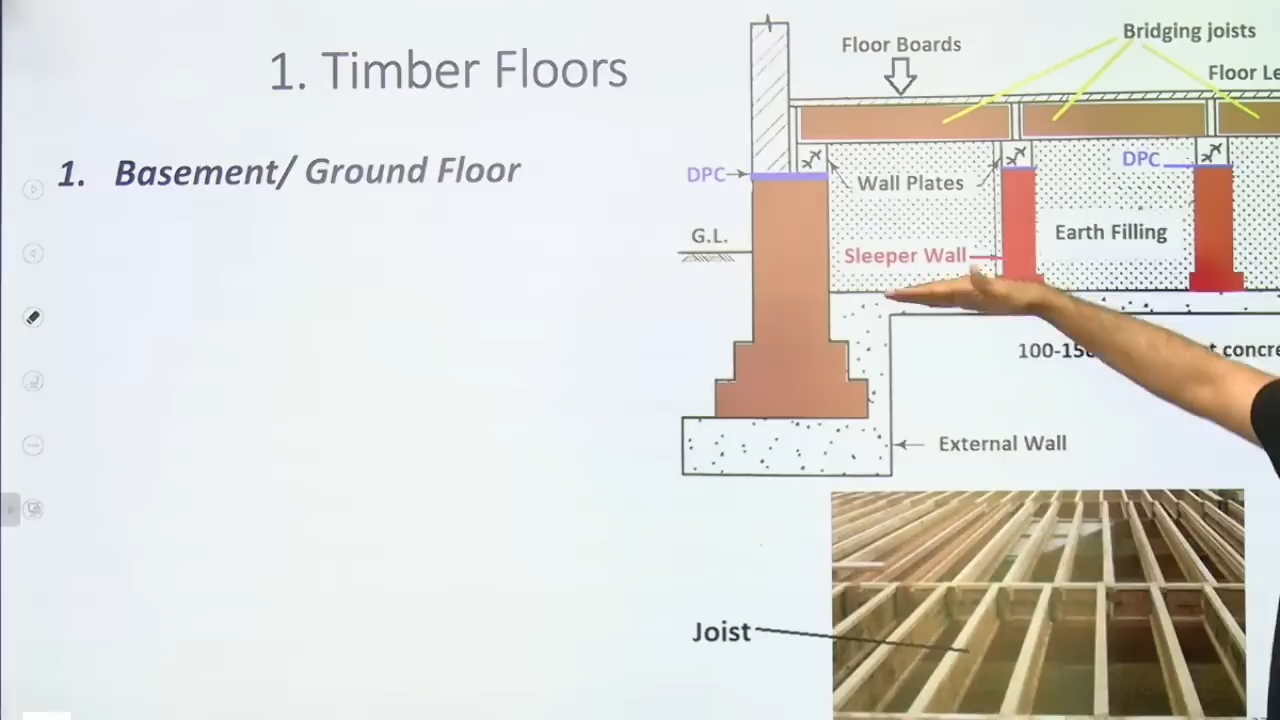 1. Timber Floors
1. Basement/ Ground Floor
Floor Boards
Bridging joists
Floor
DPC
Wall Plates
DPC
G.L.
Sleeper Wall
Earth Filling
External Wall
Joist